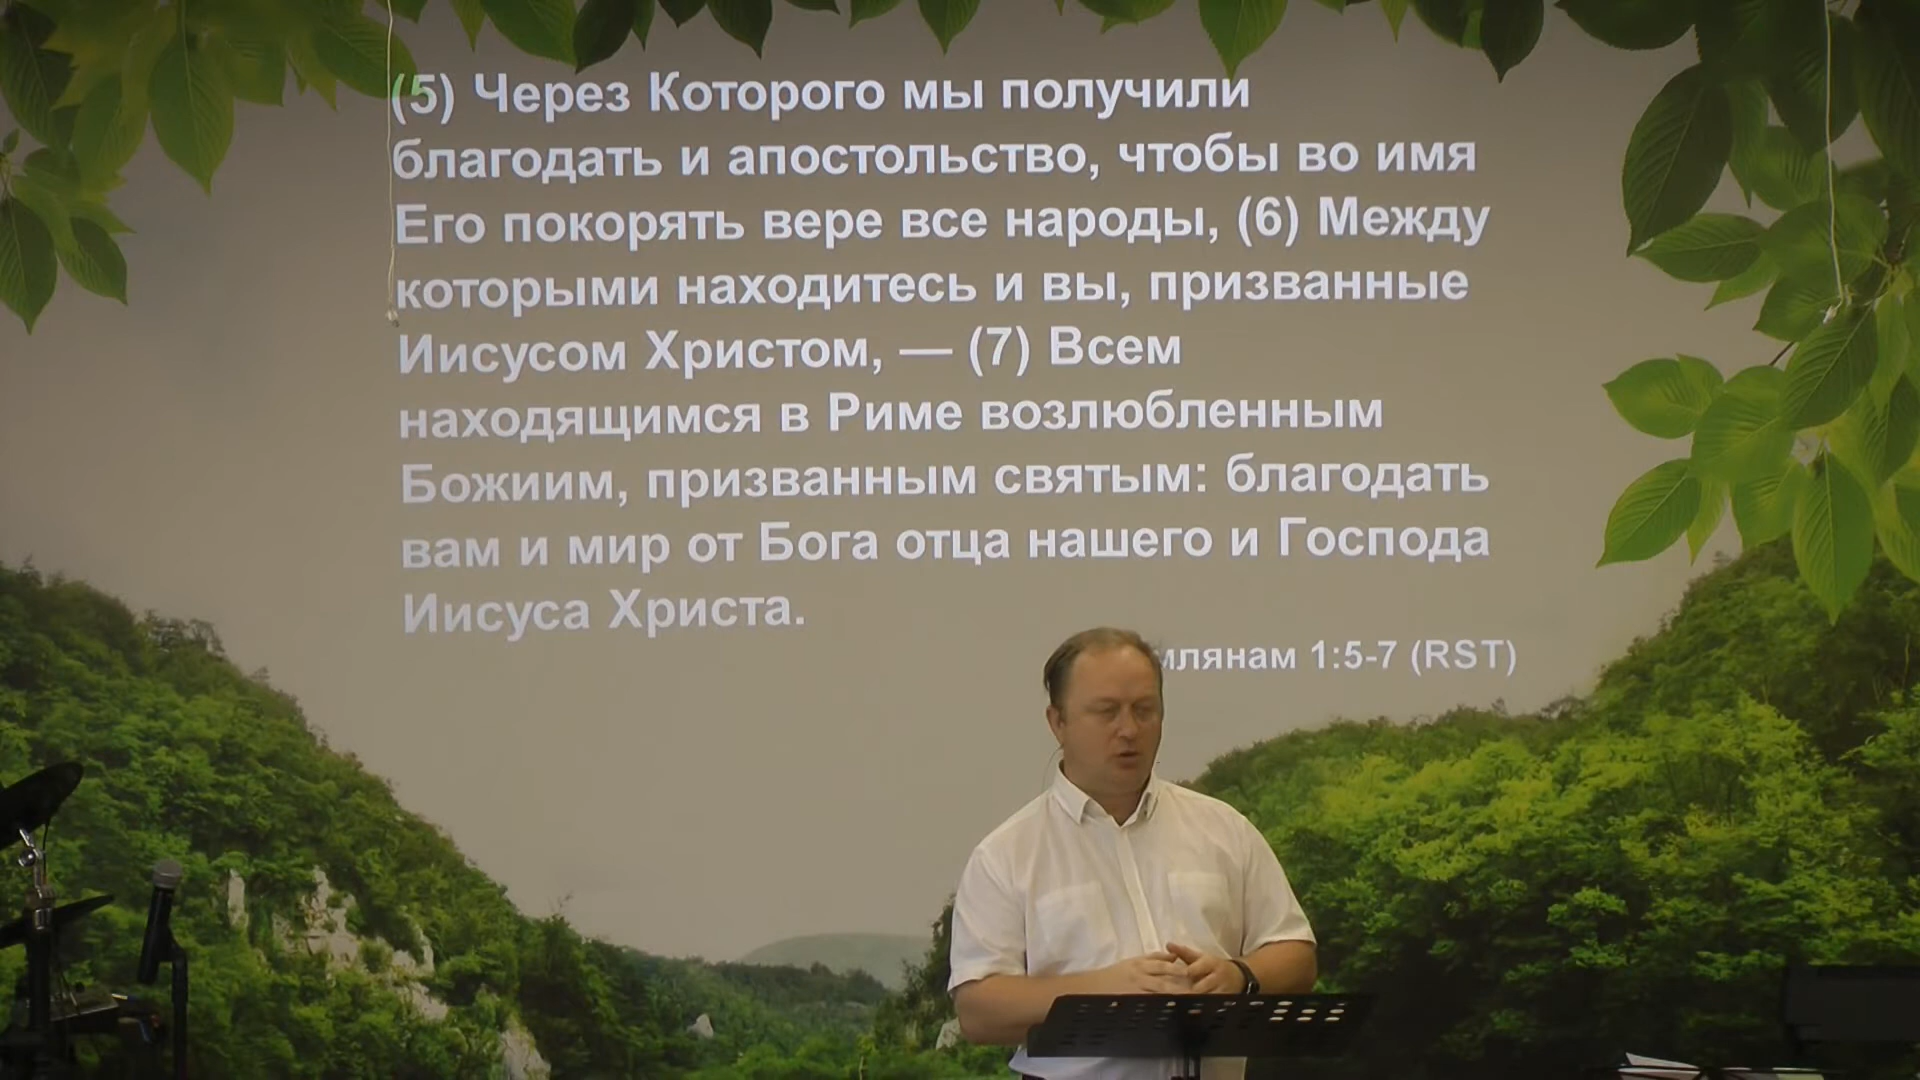 (5) Через Которого мы получили
благодать и апостольство, чтобы во имя
Его покорять вере все народы, (6) Между
которыми находитесь и вы, призванные
Иисусом Христом, — (7) Всем
находящимся в Риме возлюбленным
Божиим, призванным святым: благодать
вам и мир от Бога отца нашего и Господа
Иисуса Христа.
1:5-7 (RST)